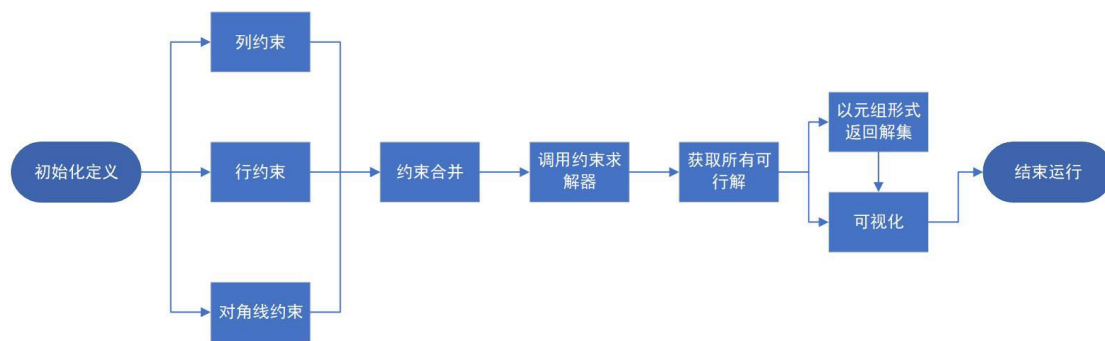 初始化定义
列约束
行约束
对角线约束
约束合并
调用约束求
解器
获取所有可
行解
以元组形式
返回解集
可视化
结束运行